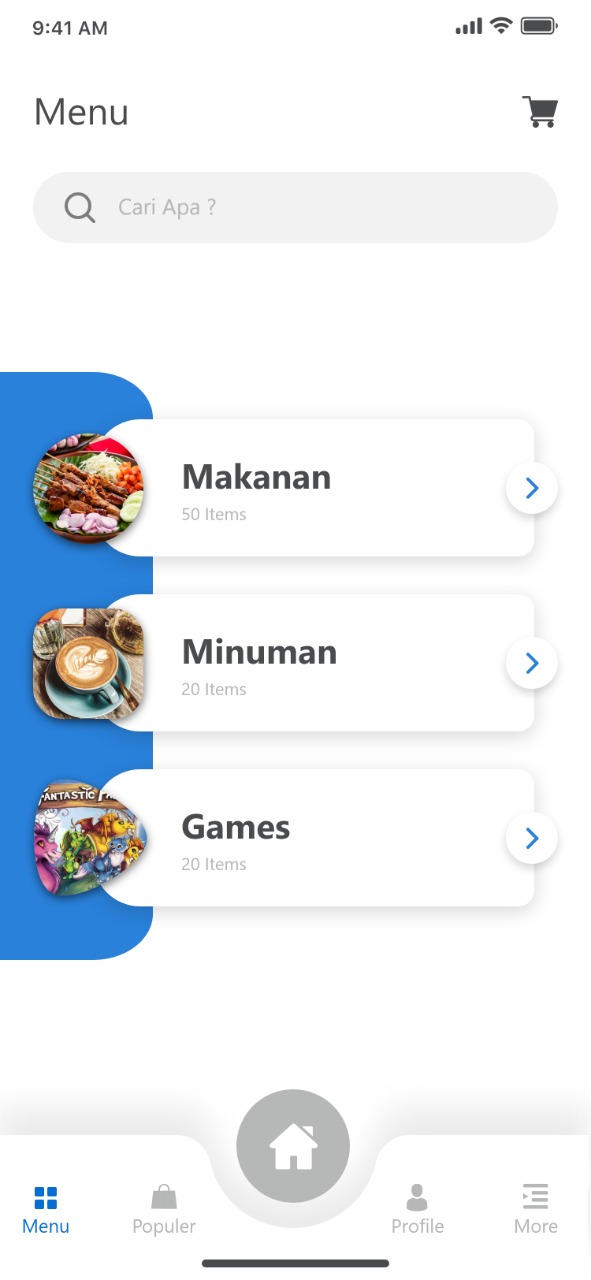 9:41 AM
Menu
Cari Apa ?
Makanan
50 Items
Minuman
20 Items
FANTASTIC
Games
20 Items
Menu
Populer
Profile
More